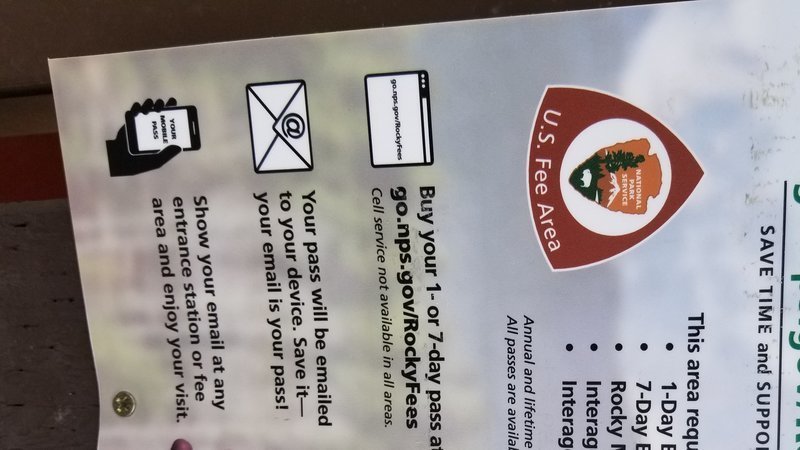 SAVE TIME and SUPPO
This area requ
• 1-Day E
• 7-Day E
• Rocky M
• Interag
• Interage
Annual and lifetime
All passes are availab
U.S. Fee Area
NATIONAL
PARK
SERVICE
go.nps.gov/RockyFees
Buy your 1- or 7-day pass at
go.nps.gov/RockyFees
Cell service not available in all areas.
@
Your pass will be emailed
to your device. Save it—
your email is your pass!
YOUR
MOBILE
PASS
Show your email at any
entrance station or fee
area and enjoy your visit.